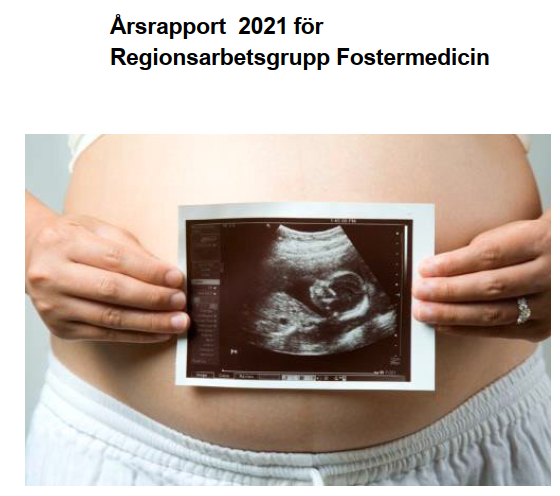 Årsrapport 2021 för
Regionsarbetsgrupp Fostermedicin